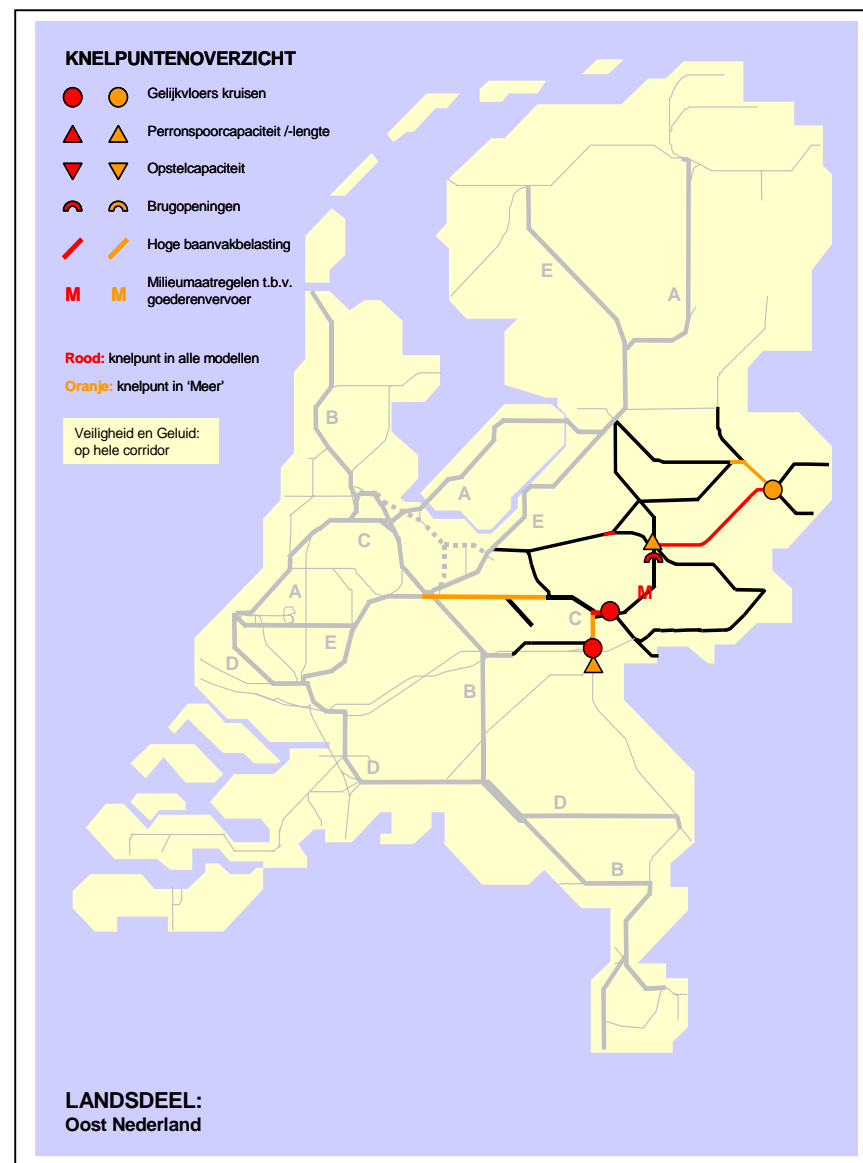 KNELPUNTENOVERZICHT
Gelijkvloers kruisen
Perronspoorcapaciteit /-lengte
Opstelcapaciteit
Brugopeningen
Hoge baanvakbelasting
M M Milieumaatregelen t.b.v.
goederenvervoer
Rood: knelpunt in alle modellen
Oranje: knelpunt in 'Meer'
Veiligheid en Geluid:
op hele corridor
E
A
B
A
E
C
A
M
C
E
D
B
D
D
B
LANDSDEEL:
Oost Nederland